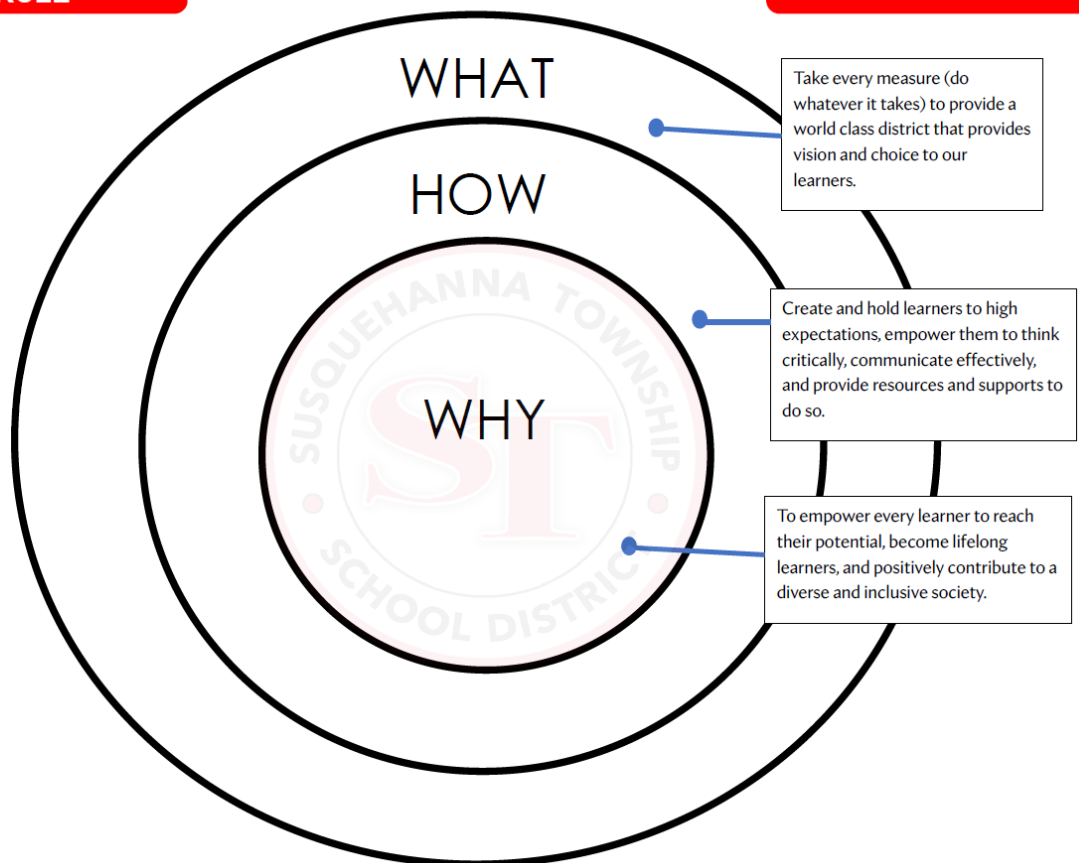 WHAT
Take every measure (do
whatever it takes) to provide a
world class district that provides
vision and choice to our
learners.
HOW
Create and hold learners to high
expectations, empower them to think
critically, communicate effectively,
and provide resources and supports to
do so.
WHY
To empower every learner to reach
their potential, become lifelong
learners, and positively contribute to a
diverse and inclusive society.
SUSQUEHANNA TOWNSHIP
ST
SCHOOL DISTRICT